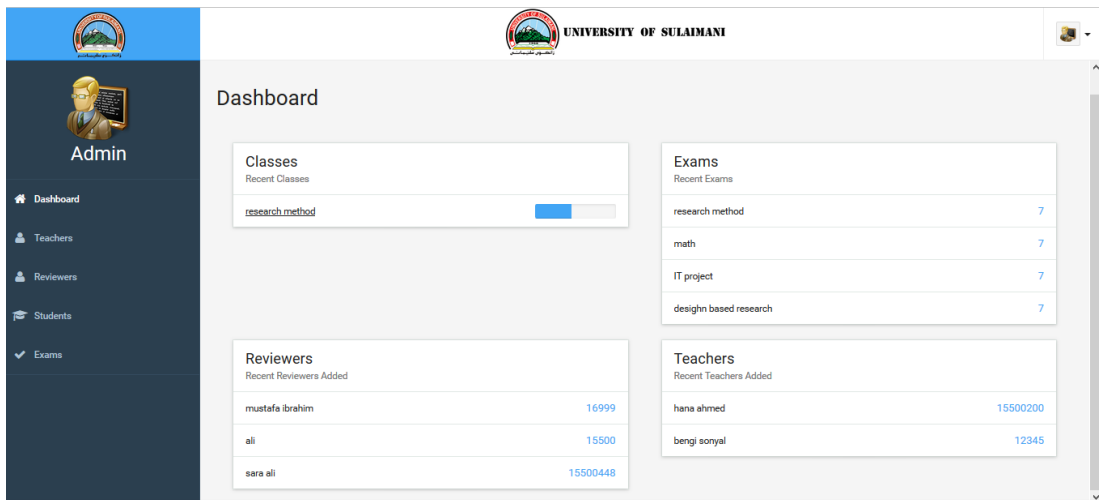 UNIVERSITY OF SULAIMANI
Admin
Dashboard
Teachers
Reviewers
Students
Exams
Dashboard
Classes
Recent Classes
research method
Exams
Recent Exams
research method 7
math 7
IT project 7
desighn based research 7
Reviewers
Recent Reviewers Added
mustafa ibrahim 16999
ali 15500
sara ali 15500448
Teachers
Recent Teachers Added
hana ahmed 15500200
bengi sonyal 12345